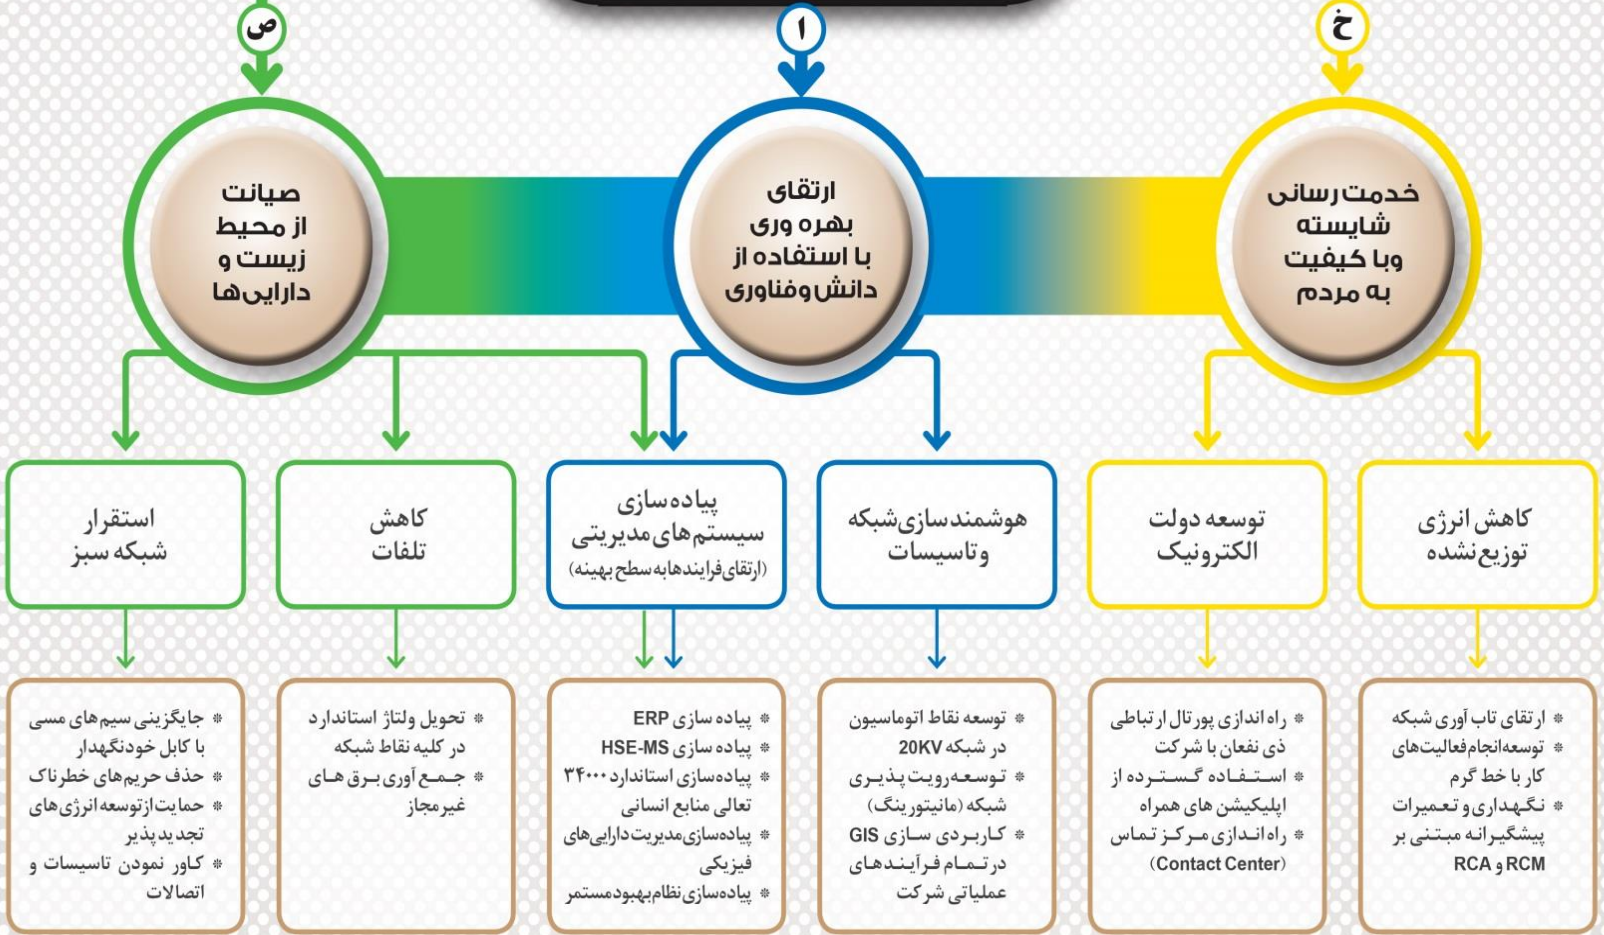 خ
ا
ص
خدمت رسانی
شایسته
وبا کیفیت
به مردم
ارتقای
بهره وری
با استفاده از
دانش وفناوری
صیانت
از محیط
زیست و
دارایی‌ها
کاهش انرژی
توزیع نشده
توسعه دولت
الکترونیک
هوشمندسازی شبکه
وتاسیسات
پیاده سازی
سیستم های مدیریتی
(ارتقای فرایندها به سطح بهینه)
کاهش
تلفات
استقرار
شبکه سبز
* ارتقای تاب آوری شبکه
* توسعه انجام فعالیت‌های
کار با خط گرم
* نگهداری و تعمیرات
پیشگیرانه مبتنی بر
RCM و RCA
* راه اندازی پورتال ارتباطی
ذی نفعان با شرکت
* استفاده گسترده از
اپلیکیشن های همراه
* راه اندازی مرکز تماس
(Contact Center)
* توسعه نقاط اتوماسیون
در شبکه 20KV
* توسعه رویت پذیری
شبکه (مانیتورینگ)
* کاربردی سازی GIS
در تمام فرآیندهای
عملیاتی شرکت
* پیاده سازی ERP
* پیاده سازی HSE-MS
* پیاده سازی استاندارد ۳۴۰۰۰
تعالی منابع انسانی
* پیاده سازی مدیریت دارایی‌های
فیزیکی
* پیاده سازی نظام بهبود مستمر
* تحویل ولتاژ استاندارد
در کلیه نقاط شبکه
* جمع آوری برق های
غیرمجاز
* جایگزینی سیم‌های مسی
با کابل خودنگهدار
* حذف حریم‌های خطرناک
* حمایت از توسعه انرژی‌های
تجدید پذیر
* کاور نمودن تاسیسات و
اتصالات